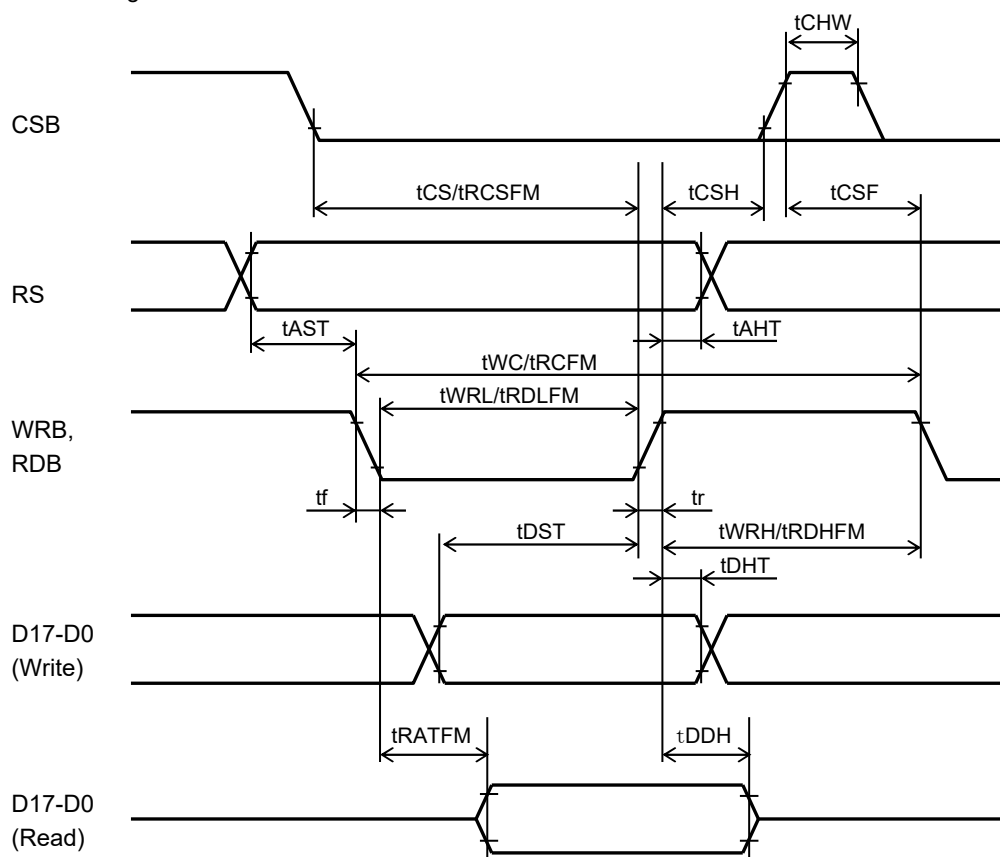 tCHW
CSB
tCS/tRCSFM tCSH tCSF
RS
tAST tAHT
tWC/tRCFM
tWRL/tRDLFM
WRB,
RDB
tf tr
tDST tWRH/tRDHFM
tDHT
D17-D0
(Write)
tRATFM tDDH
D17-D0
(Read)